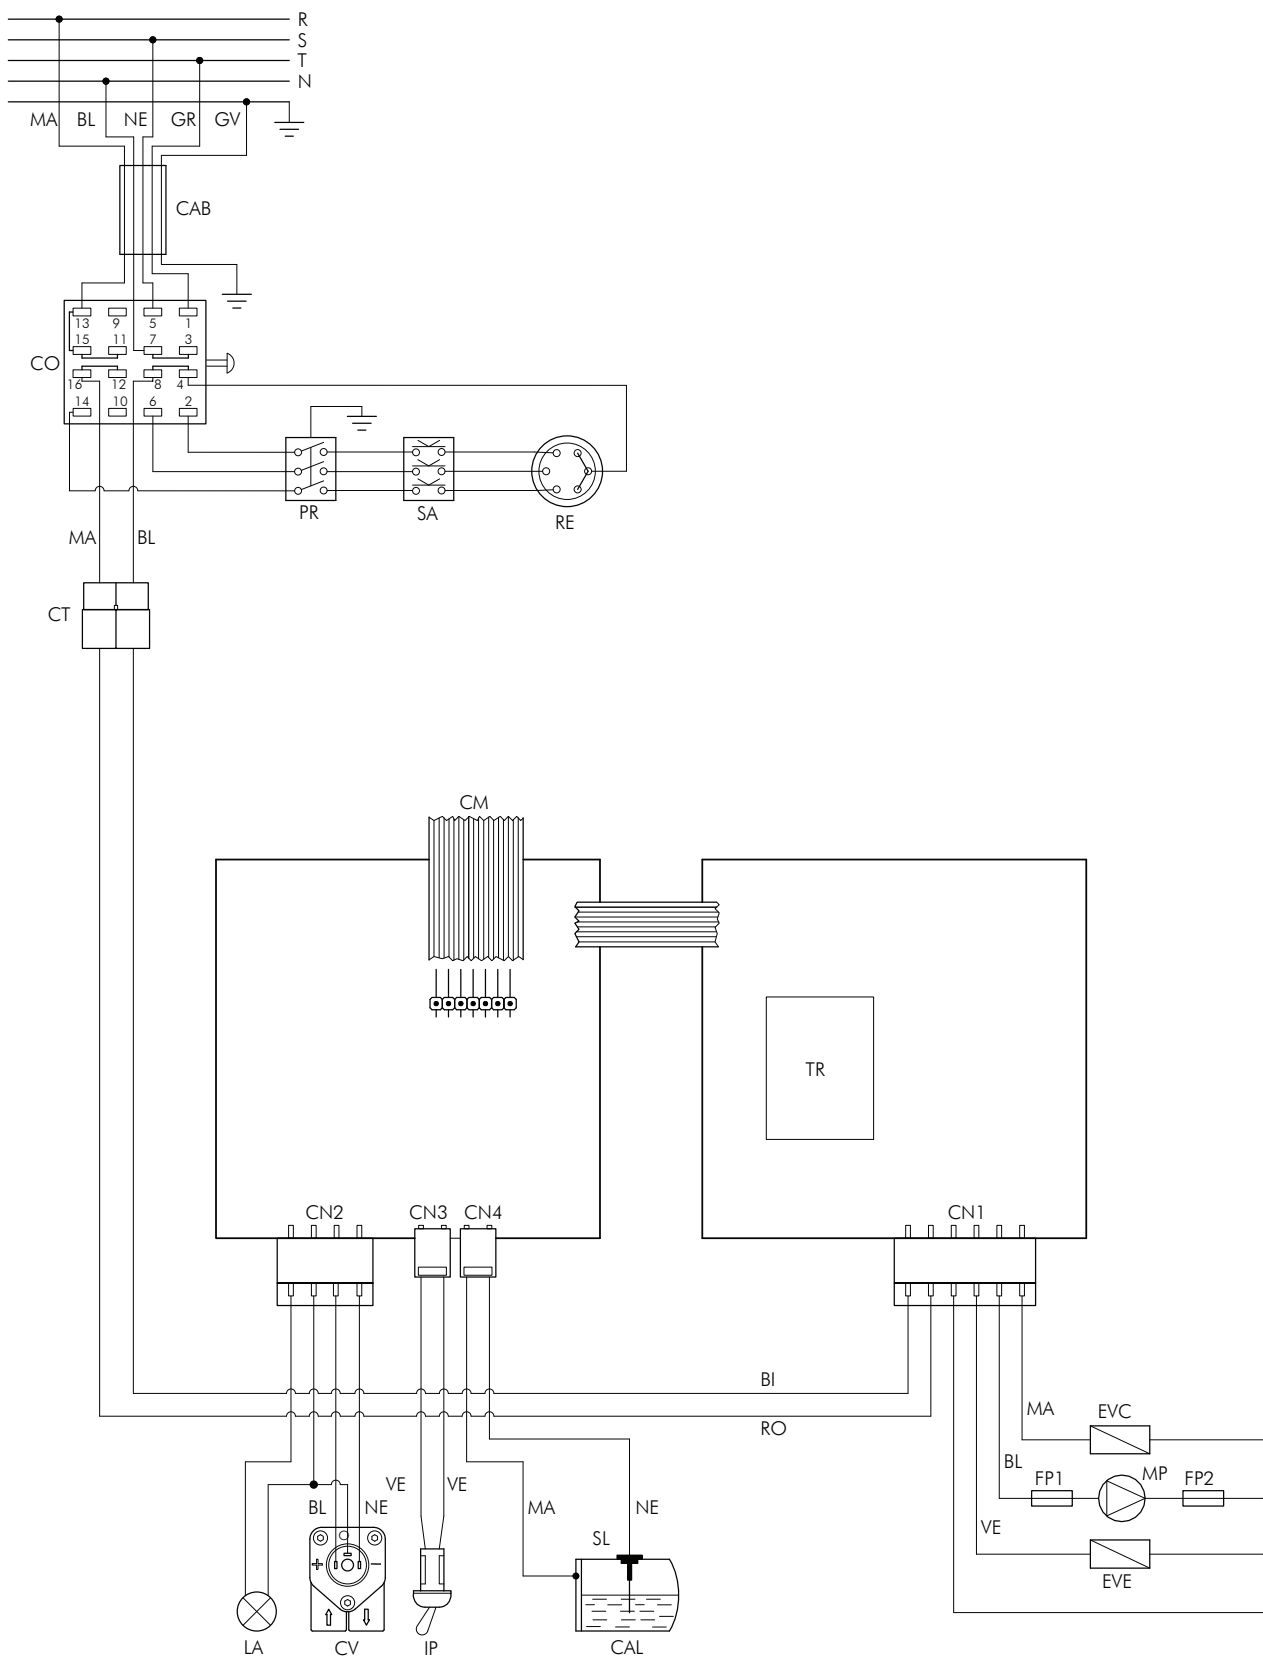 R
S
T
N
MA BL NE GR GV
CAB
13 9 5 1
15 11 7 3
CO
16 12 8 4
14 10 6 2
PR SA RE
MA BL
CT
CM
TR
CN2 CN3 CN4 CN1
BI
RO
MA EVC
BL FP1 MP FP2
VE
EVE
VE VE
BL NE MA NE
SL
+ −
LA CV IP CAL